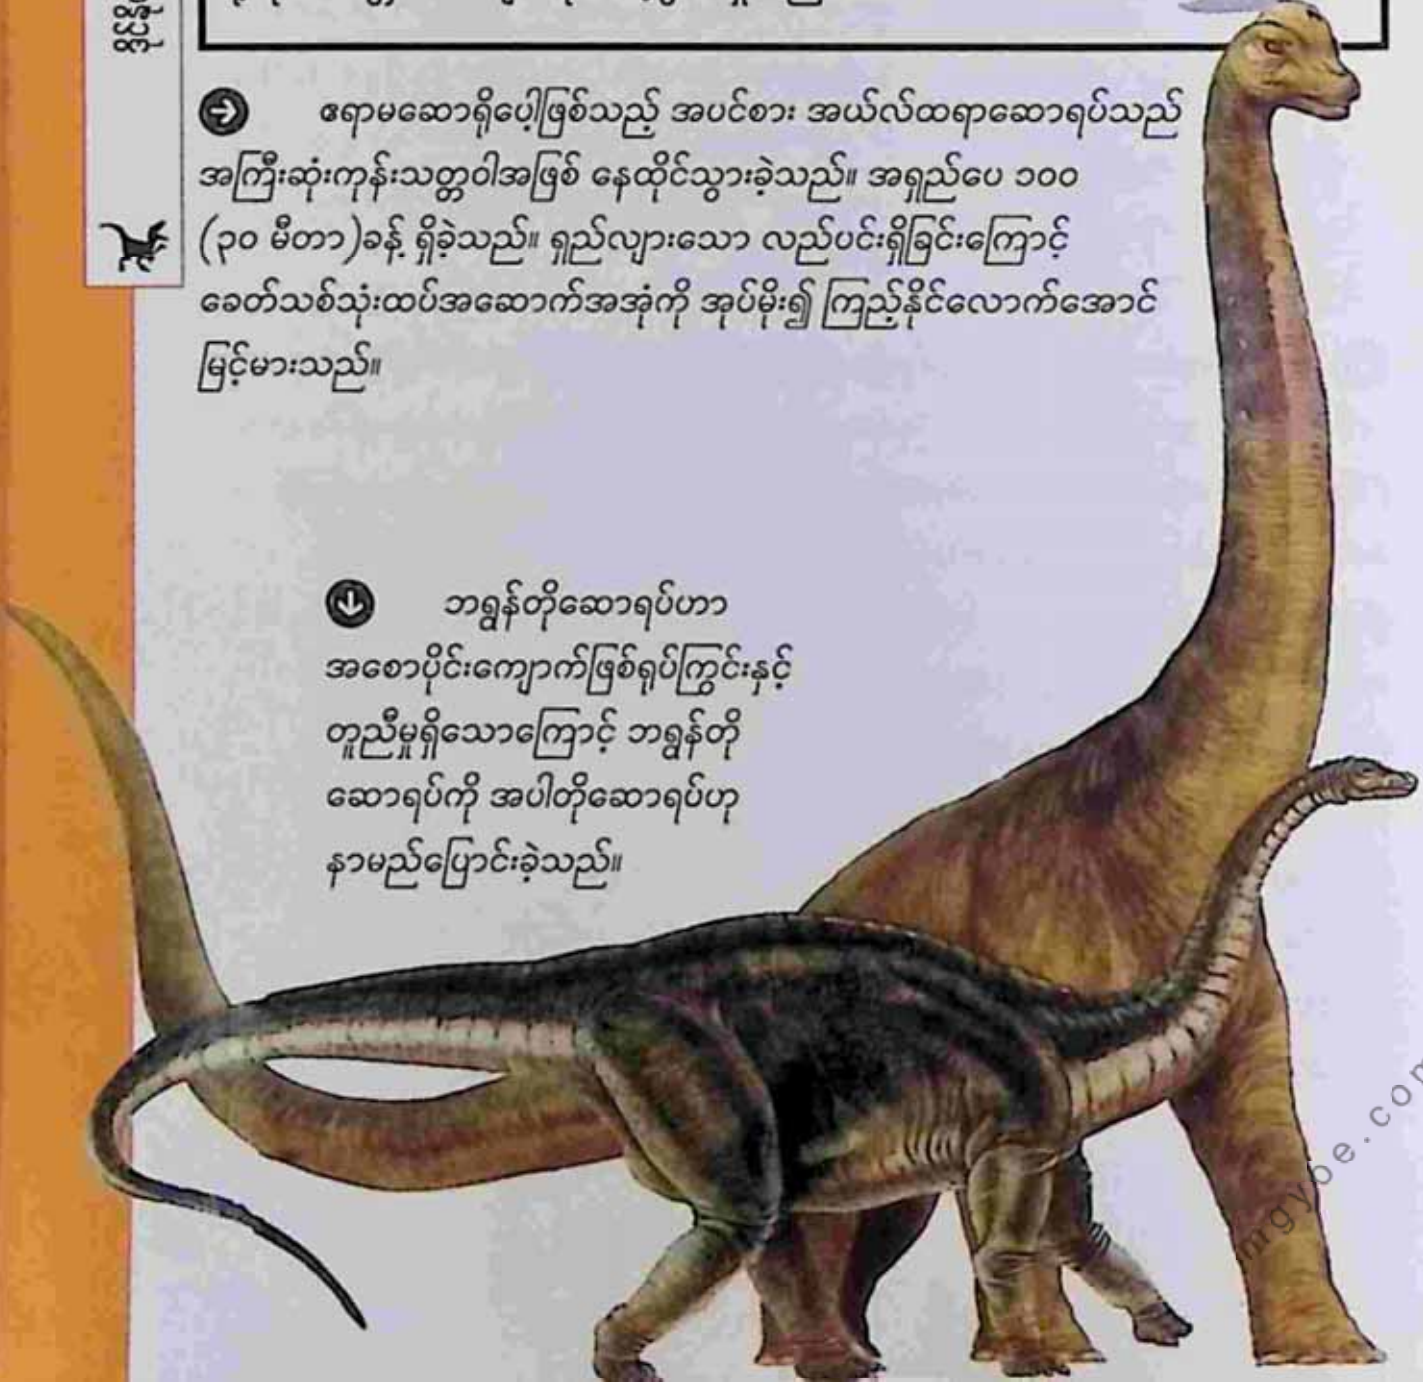 ဧရာမဆောရိုပေါ့ဖြစ်သည့် အပင်စား အယ်လ်ထရာဆောရပ်သည်
အကြီးဆုံးကုန်းသတ္တဝါအဖြစ် နေထိုင်သွားခဲ့သည်။ အရှည်ပေ ၁၀၀
(၃၀ မီတာ)ခန့် ရှိခဲ့သည်။ ရှည်လျားသော လည်ပင်းရှိခြင်းကြောင့်
ခေတ်သစ်သုံးထပ်အဆောက်အအုံကို အုပ်မိုး၍ ကြည့်နိုင်လောက်အောင်
မြင့်မားသည်။
ဘရွန်တိုဆောရပ်ဟာ
အစောပိုင်းကျောက်ဖြစ်ရုပ်ကြွင်းနှင့်
တူညီမှုရှိသောကြောင့် ဘရွန်တို
ဆောရပ်ကို အပါတိုဆောရပ်ဟု
နာမည်ပြောင်းခဲ့သည်။